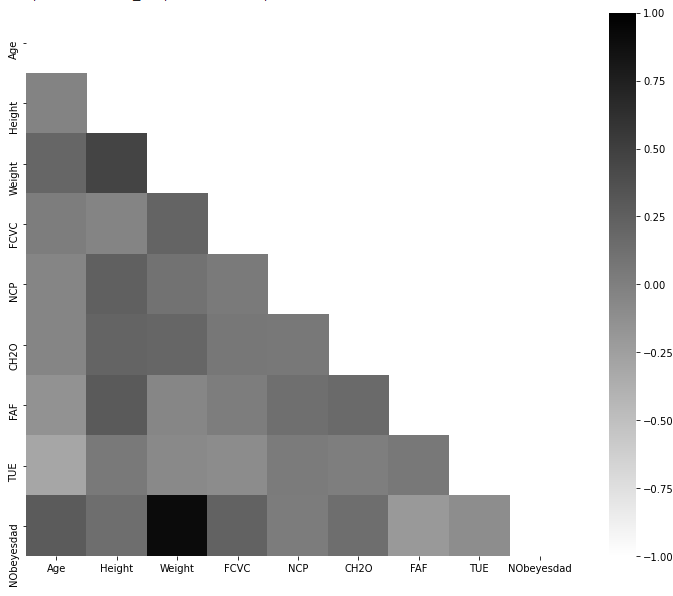 Age
Height
Weight
FCVC
NCP
CH2O
FAF
TUE
NObeyesdad
Age Height Weight FCVC NCP CH2O FAF TUE NObeyesdad
1.00
0.75
0.50
0.25
0.00
−0.25
−0.50
−0.75
−1.00